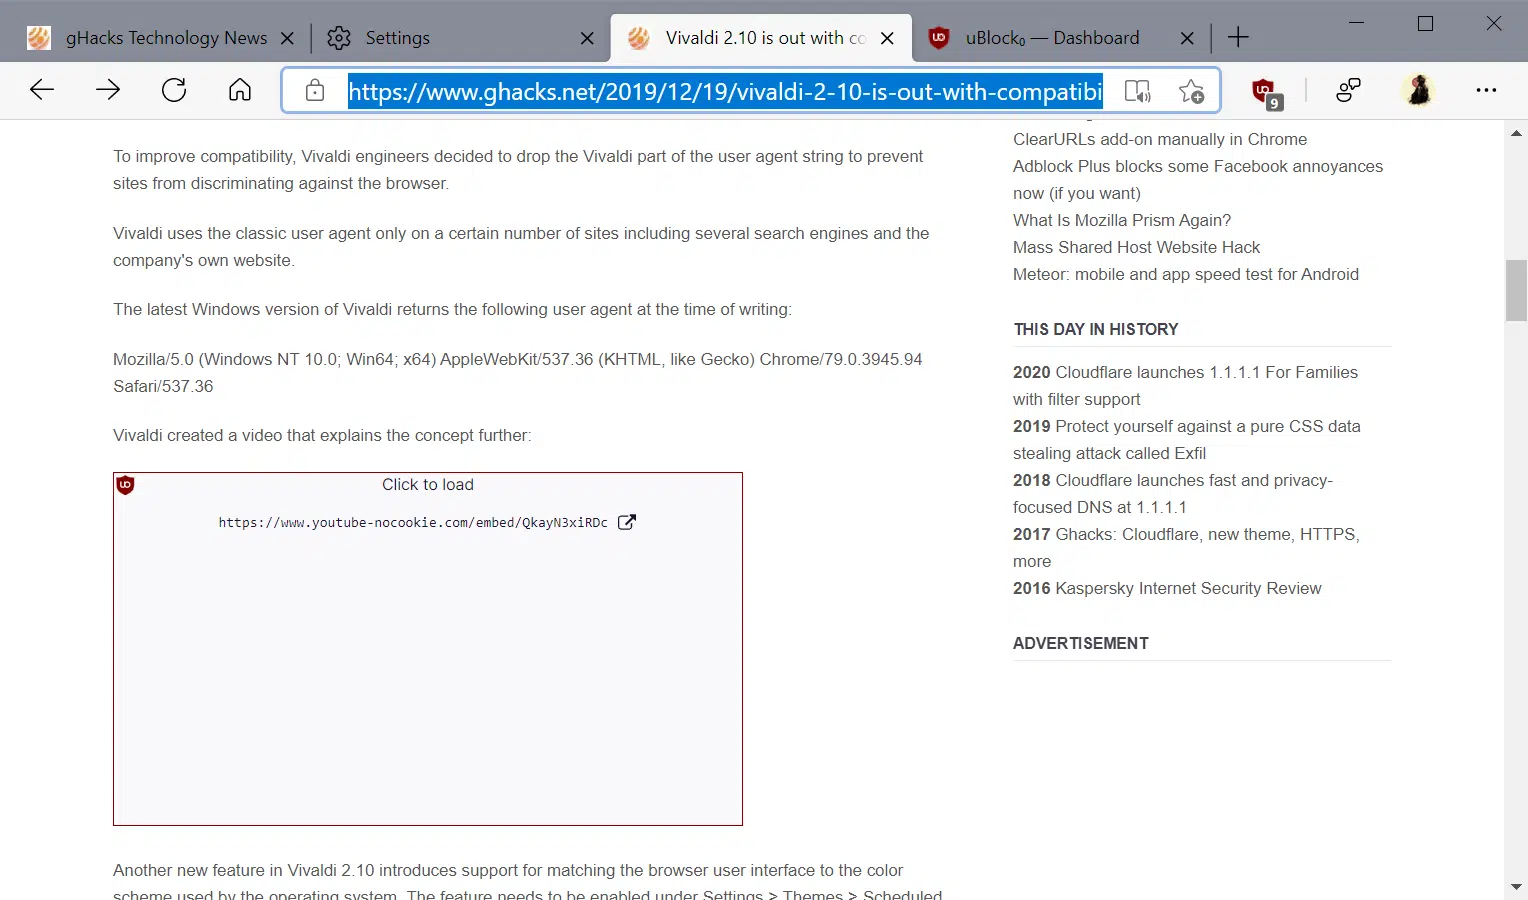 gHacks Technology News
Settings
Vivaldi 2.10 is out with co
uBlock₀ — Dashboard
https://www.ghacks.net/2019/12/19/vivaldi-2-10-is-out-with-compatibi
9
To improve compatibility, Vivaldi engineers decided to drop the Vivaldi part of the user agent string to prevent
sites from discriminating against the browser.
Vivaldi uses the classic user agent only on a certain number of sites including several search engines and the
company's own website.
The latest Windows version of Vivaldi returns the following user agent at the time of writing:
Mozilla/5.0 (Windows NT 10.0; Win64; x64) AppleWebKit/537.36 (KHTML, like Gecko) Chrome/79.0.3945.94
Safari/537.36
Vivaldi created a video that explains the concept further:
Click to load
https://www.youtube-nocookie.com/embed/QkayN3xiRDc
Another new feature in Vivaldi 2.10 introduces support for matching the browser user interface to the color
scheme used by the operating system. The feature needs to be enabled under Settings > Themes > Scheduled
ClearURLs add-on manually in Chrome
Adblock Plus blocks some Facebook annoyances
now (if you want)
What Is Mozilla Prism Again?
Mass Shared Host Website Hack
Meteor: mobile and app speed test for Android
THIS DAY IN HISTORY
2020 Cloudflare launches 1.1.1.1 For Families
with filter support
2019 Protect yourself against a pure CSS data
stealing attack called Exfil
2018 Cloudflare launches fast and privacy-
focused DNS at 1.1.1.1
2017 Ghacks: Cloudflare, new theme, HTTPS,
more
2016 Kaspersky Internet Security Review
ADVERTISEMENT